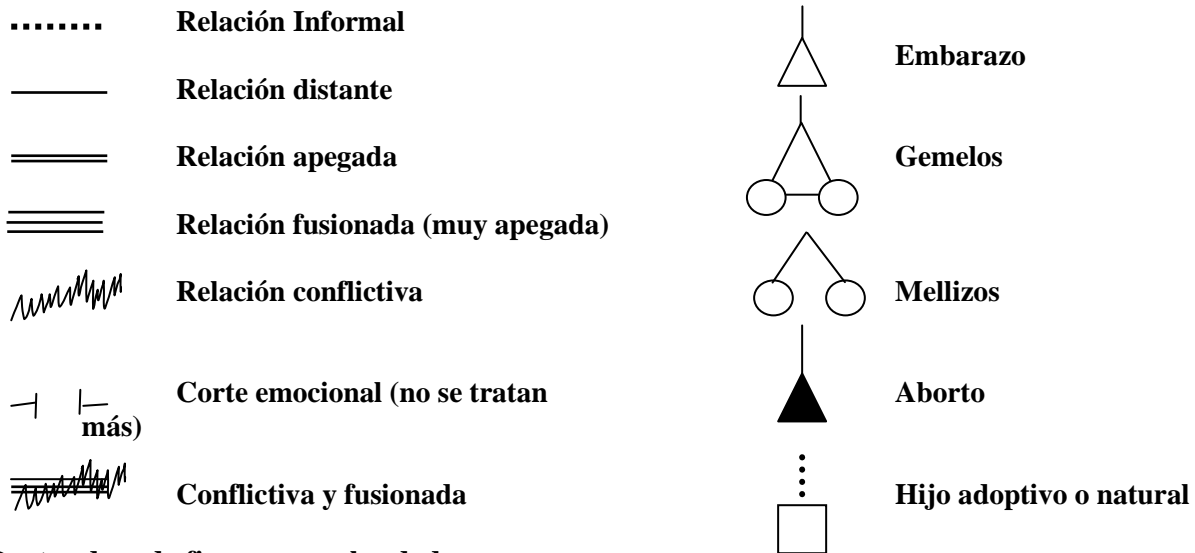 Relación Informal
Relación distante
Relación apegada
Relación fusionada (muy apegada)
Relación conflictiva
Corte emocional (no se tratan
más)
Conflictiva y fusionada
Embarazo
Gemelos
Mellizos
Aborto
Hijo adoptivo o natural